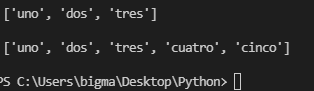 ['uno', 'dos', 'tres']
['uno', 'dos', 'tres', 'cuatro', 'cinco']
PS C:\Users\bigma\Desktop\Python>